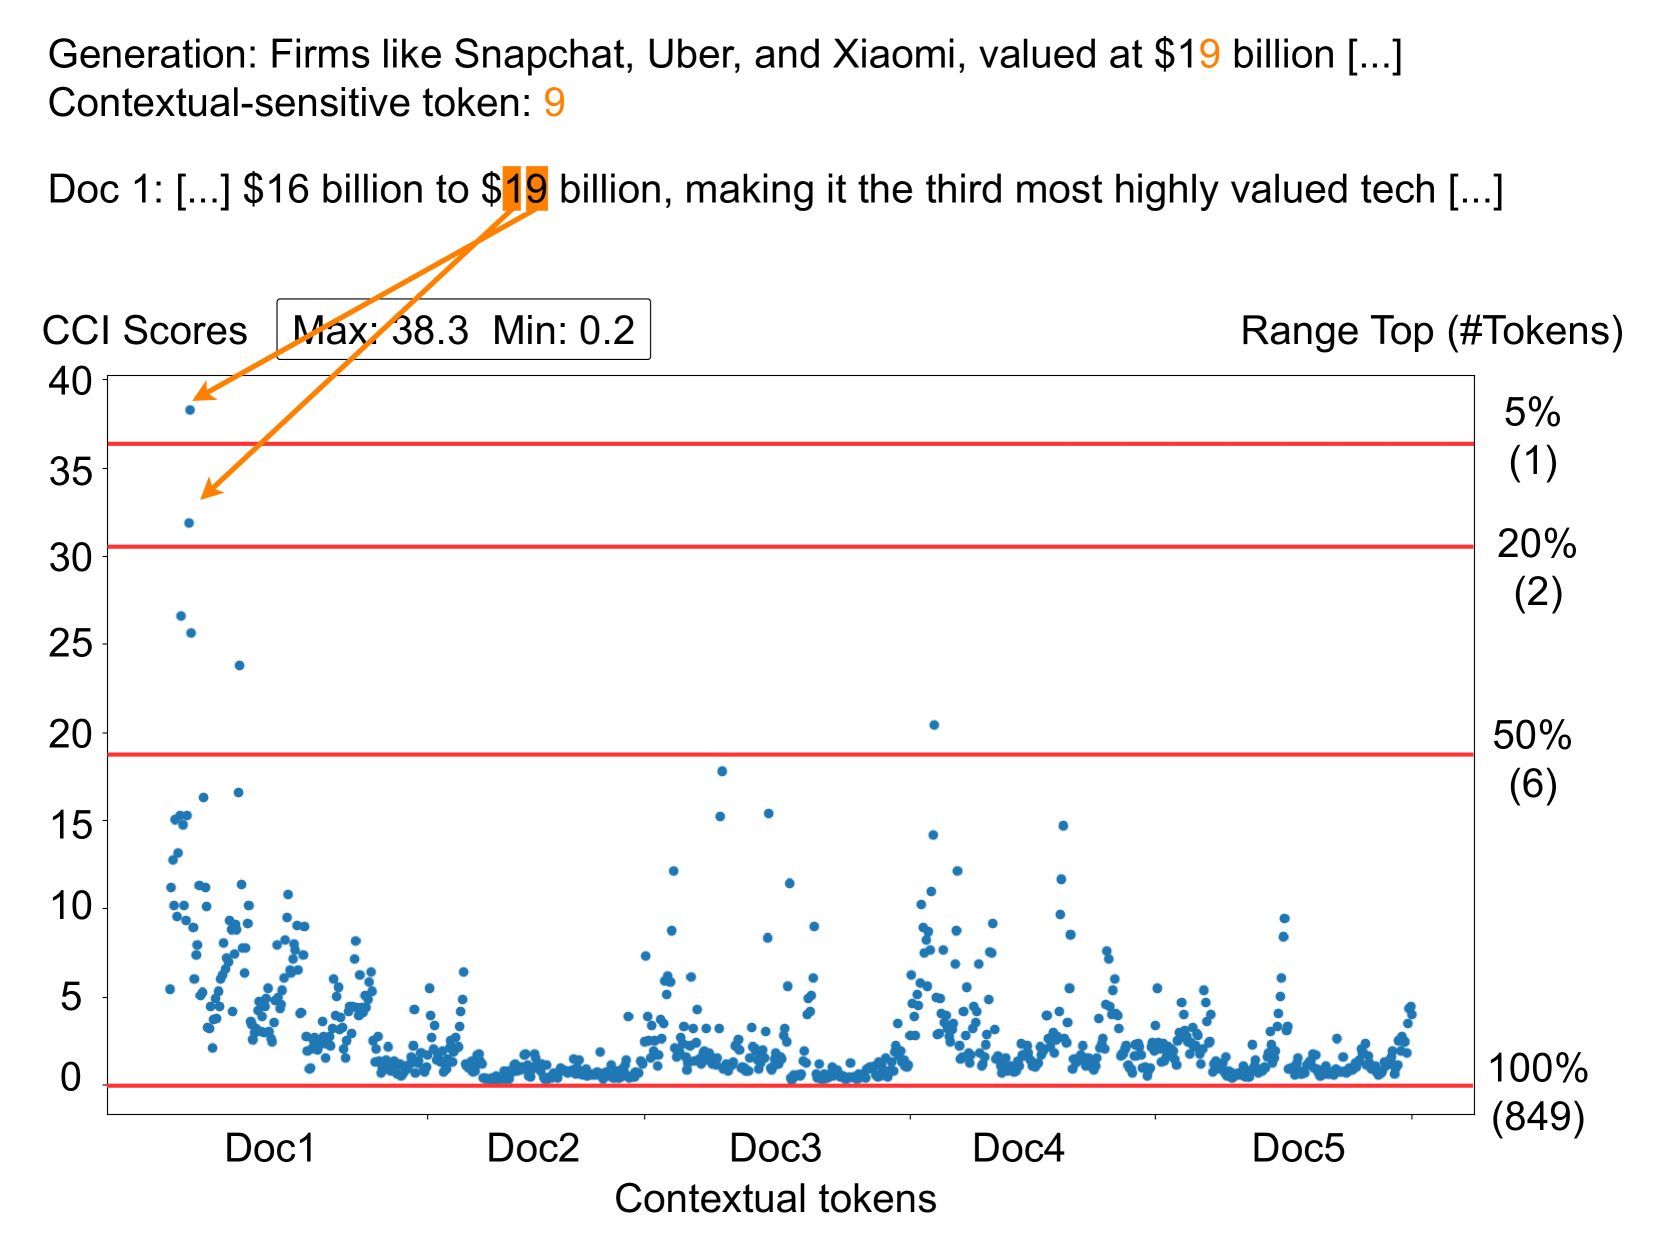 Generation: Firms like Snapchat, Uber, and Xiaomi, valued at $19 billion [...]
Contextual-sensitive token: 9
Doc 1: [...] $16 billion to $19 billion, making it the third most highly valued tech [...]
CCI Scores
Max: 38.3 Min: 0.2
Range Top (#Tokens)
40
35
30
25
20
15
10
5
0
5%
(1)
20%
(2)
50%
(6)
100%
(849)
Doc1 Doc2 Doc3 Doc4 Doc5
Contextual tokens